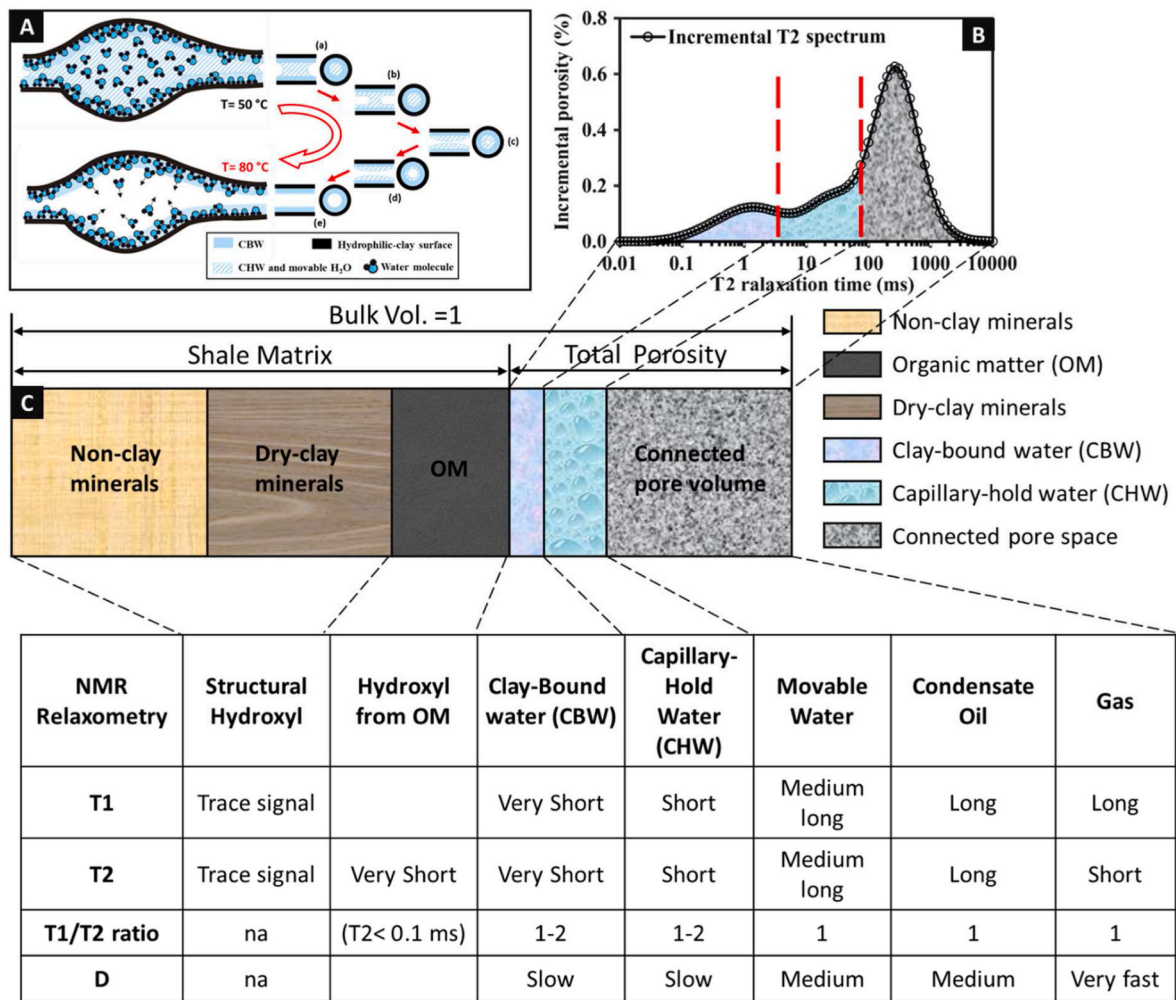 A
T= 50 °C
T= 80 °C
(a)
(b)
(c)
(d)
(e)
CBW
Hydrophilic-clay surface
CHW and movable H2O
Water molecule
B
Incremental T2 spectrum
Incremental porosity (%)
0.8
0.6
0.4
0.2
0.0
0.01 0.1 1 10 100 1000 10000
T2 ralaxation time (ms)
Bulk Vol. =1
Shale Matrix
Total Porosity
C
Non-clay
minerals
Dry-clay
minerals
OM
Connected
pore volume
Non-clay minerals
Organic matter (OM)
Dry-clay minerals
Clay-bound water (CBW)
Capillary-hold water (CHW)
Connected pore space
NMR
Relaxometry
Structural
Hydroxyl
Hydroxyl
from OM
Clay-Bound
water (CBW)
Capillary-
Hold
Water
(CHW)
Movable
Water
Condensate
Oil
Gas
T1
Trace signal
Very Short
Short
Medium
long
Long
Long
T2
Trace signal
Very Short
Very Short
Short
Medium
long
Long
Short
T1/T2 ratio
na
(T2< 0.1 ms)
1-2
1-2
1
1
1
D
na
Slow
Slow
Medium
Medium
Very fast